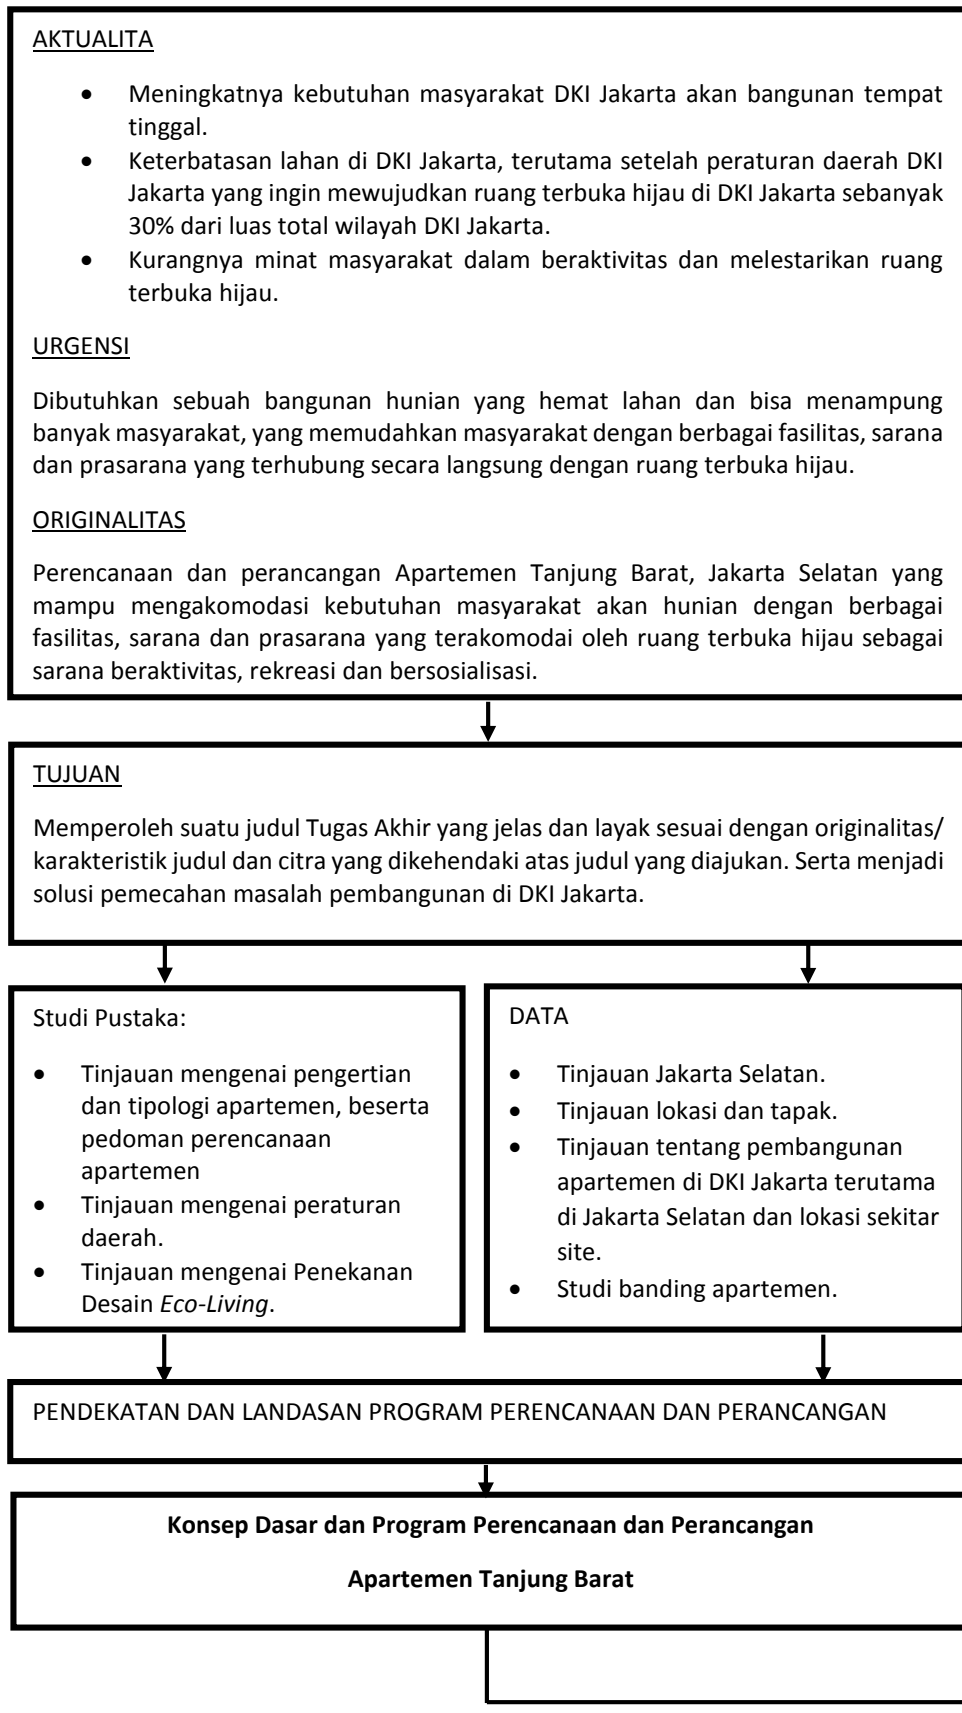 AKTUALITA
• Meningkatnya kebutuhan masyarakat DKI Jakarta akan bangunan tempat
tinggal.
• Keterbatasan lahan di DKI Jakarta, terutama setelah peraturan daerah DKI
Jakarta yang ingin mewujudkan ruang terbuka hijau di DKI Jakarta sebanyak
30% dari luas total wilayah DKI Jakarta.
• Kurangnya minat masyarakat dalam beraktivitas dan melestarikan ruang
terbuka hijau.
URGENSI
Dibutuhkan sebuah bangunan hunian yang hemat lahan dan bisa menampung
banyak masyarakat, yang memudahkan masyarakat dengan berbagai fasilitas, sarana
dan prasarana yang terhubung secara langsung dengan ruang terbuka hijau.
ORIGINALITAS
Perencanaan dan perancangan Apartemen Tanjung Barat, Jakarta Selatan yang
mampu mengakomodasi kebutuhan masyarakat akan hunian dengan berbagai
fasilitas, sarana dan prasarana yang terakomodai oleh ruang terbuka hijau sebagai
sarana beraktivitas, rekreasi dan bersosialisasi.
TUJUAN
Memperoleh suatu judul Tugas Akhir yang jelas dan layak sesuai dengan originalitas/
karakteristik judul dan citra yang dikehendaki atas judul yang diajukan. Serta menjadi
solusi pemecahan masalah pembangunan di DKI Jakarta.
Studi Pustaka:
• Tinjauan mengenai pengertian
dan tipologi apartemen, beserta
pedoman perencanaan
apartemen
• Tinjauan mengenai peraturan
daerah.
• Tinjauan mengenai Penekanan
Desain Eco-Living.
DATA
• Tinjauan Jakarta Selatan.
• Tinjauan lokasi dan tapak.
• Tinjauan tentang pembangunan
apartemen di DKI Jakarta terutama
di Jakarta Selatan dan lokasi sekitar
site.
• Studi banding apartemen.
PENDEKATAN DAN LANDASAN PROGRAM PERENCANAAN DAN PERANCANGAN
Konsep Dasar dan Program Perencanaan dan Perancangan
Apartemen Tanjung Barat